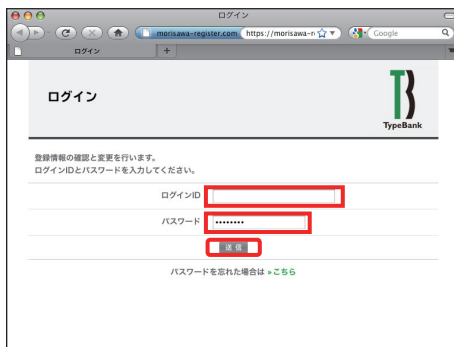 ログイン
morisawa-register.com
https://morisawa-r
Google
ログイン
+
ログイン
TB
TypeBank
登録情報の確認と変更を行います。
ログインIDとパスワードを入力してください。
ログインID
パスワード ••••••••
送信
パスワードを忘れた場合は »こちら